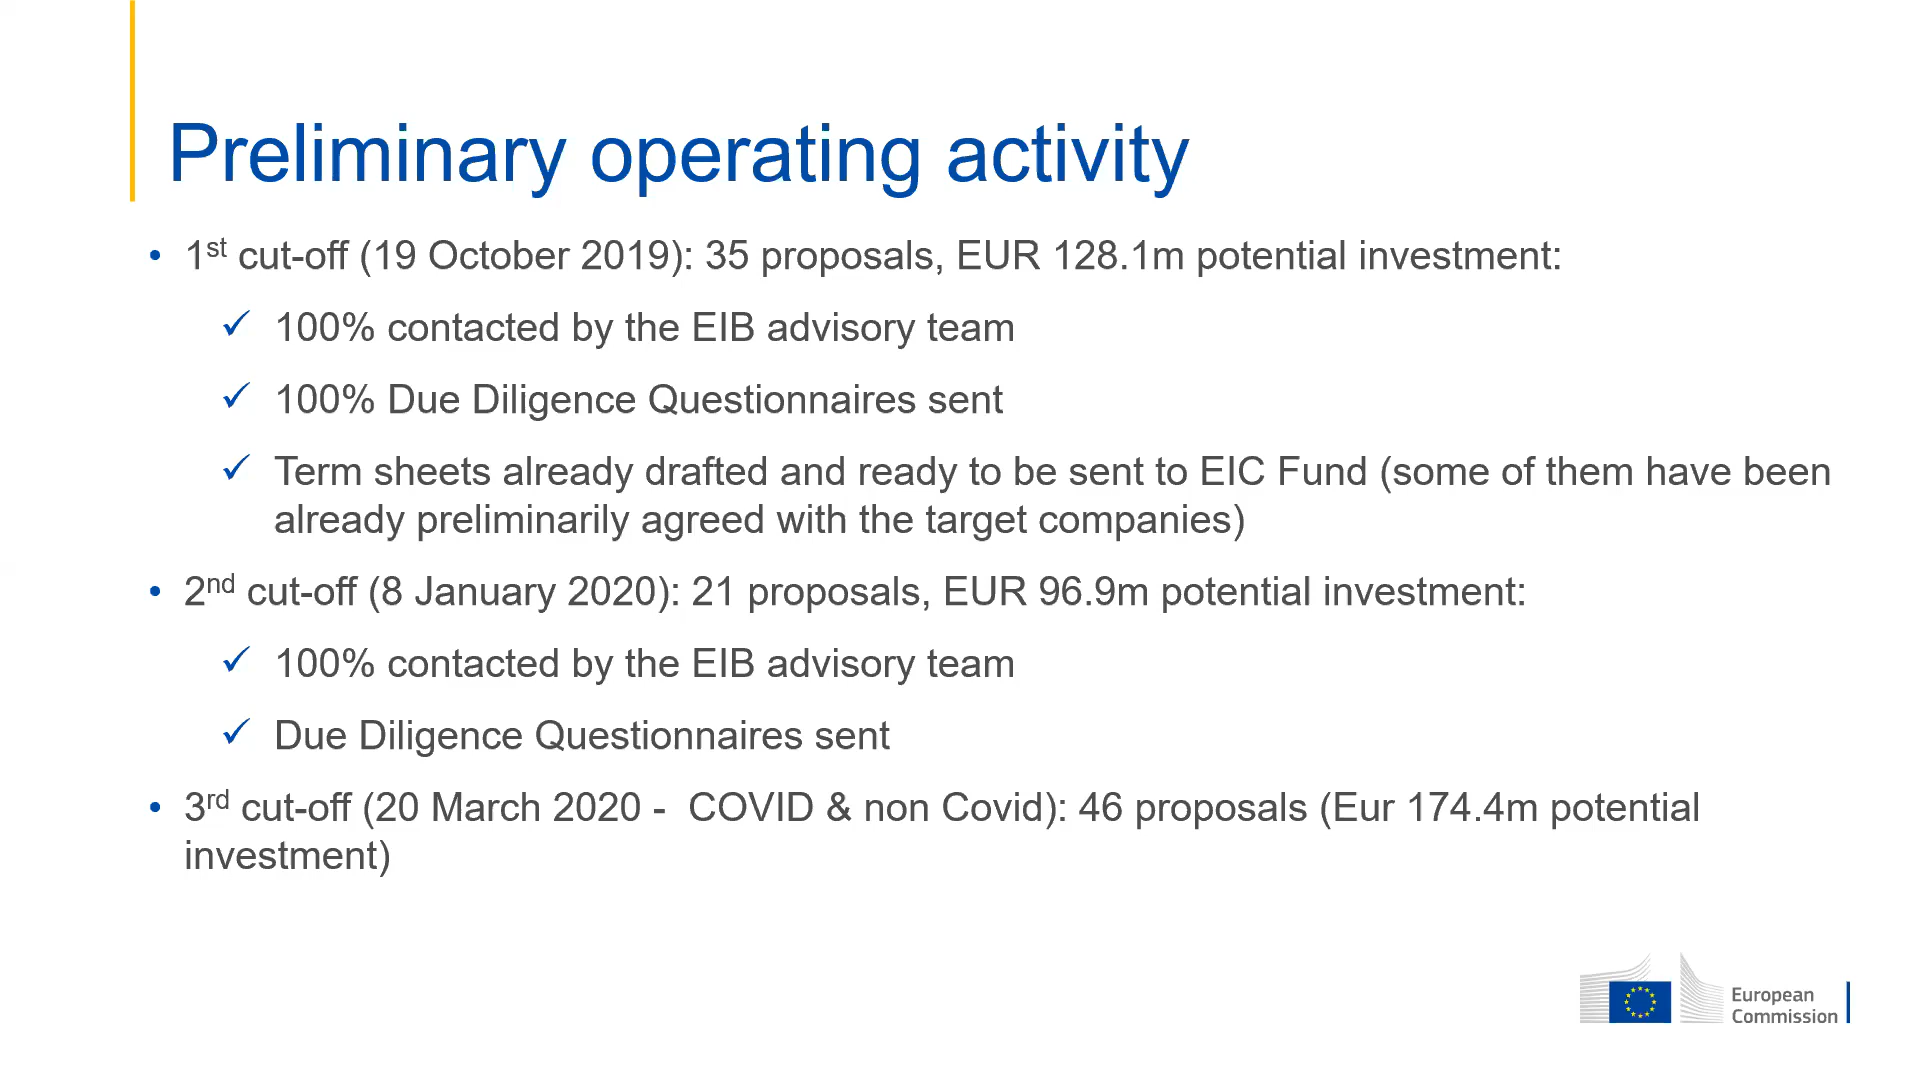 Preliminary operating activity
• 1st cut-off (19 October 2019): 35 proposals, EUR 128.1m potential investment:
✓ 100% contacted by the EIB advisory team
✓ 100% Due Diligence Questionnaires sent
✓ Term sheets already drafted and ready to be sent to EIC Fund (some of them have been
already preliminarily agreed with the target companies)
• 2nd cut-off (8 January 2020): 21 proposals, EUR 96.9m potential investment:
✓ 100% contacted by the EIB advisory team
✓ Due Diligence Questionnaires sent
• 3rd cut-off (20 March 2020 -  COVID & non Covid): 46 proposals (Eur 174.4m potential
investment)
European
Commission